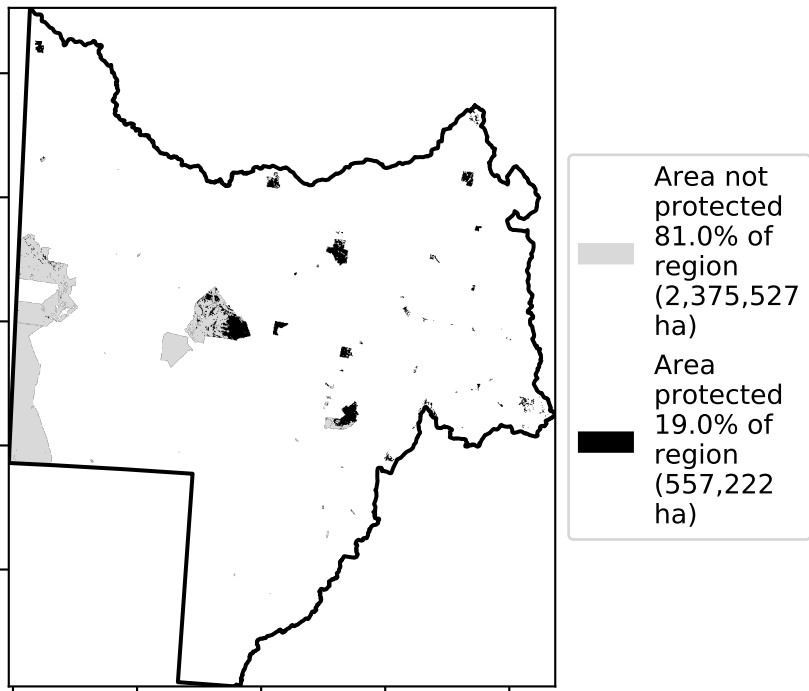 Area not
protected
81.0% of
region
(2,375,527
ha)
Area
protected
19.0% of
region
(557,222
ha)